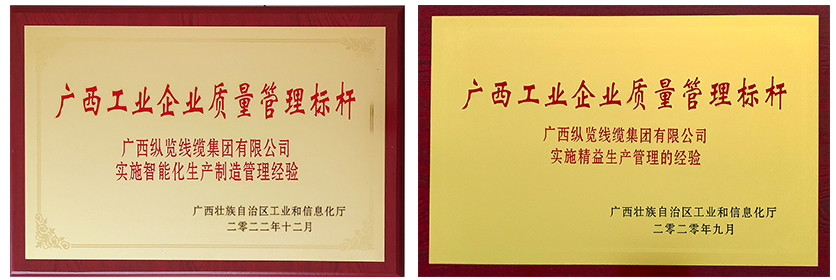 广西工业企业质量管理标杆
广西纵览线缆集团有限公司
实施智能化生产制造管理经验
广西壮族自治区工业和信息化厅
二零二二年十二月
广西工业企业质量管理标杆
广西纵览线缆集团有限公司
实施精益生产管理的经验
广西壮族自治区工业和信息化厅
二零二零年九月